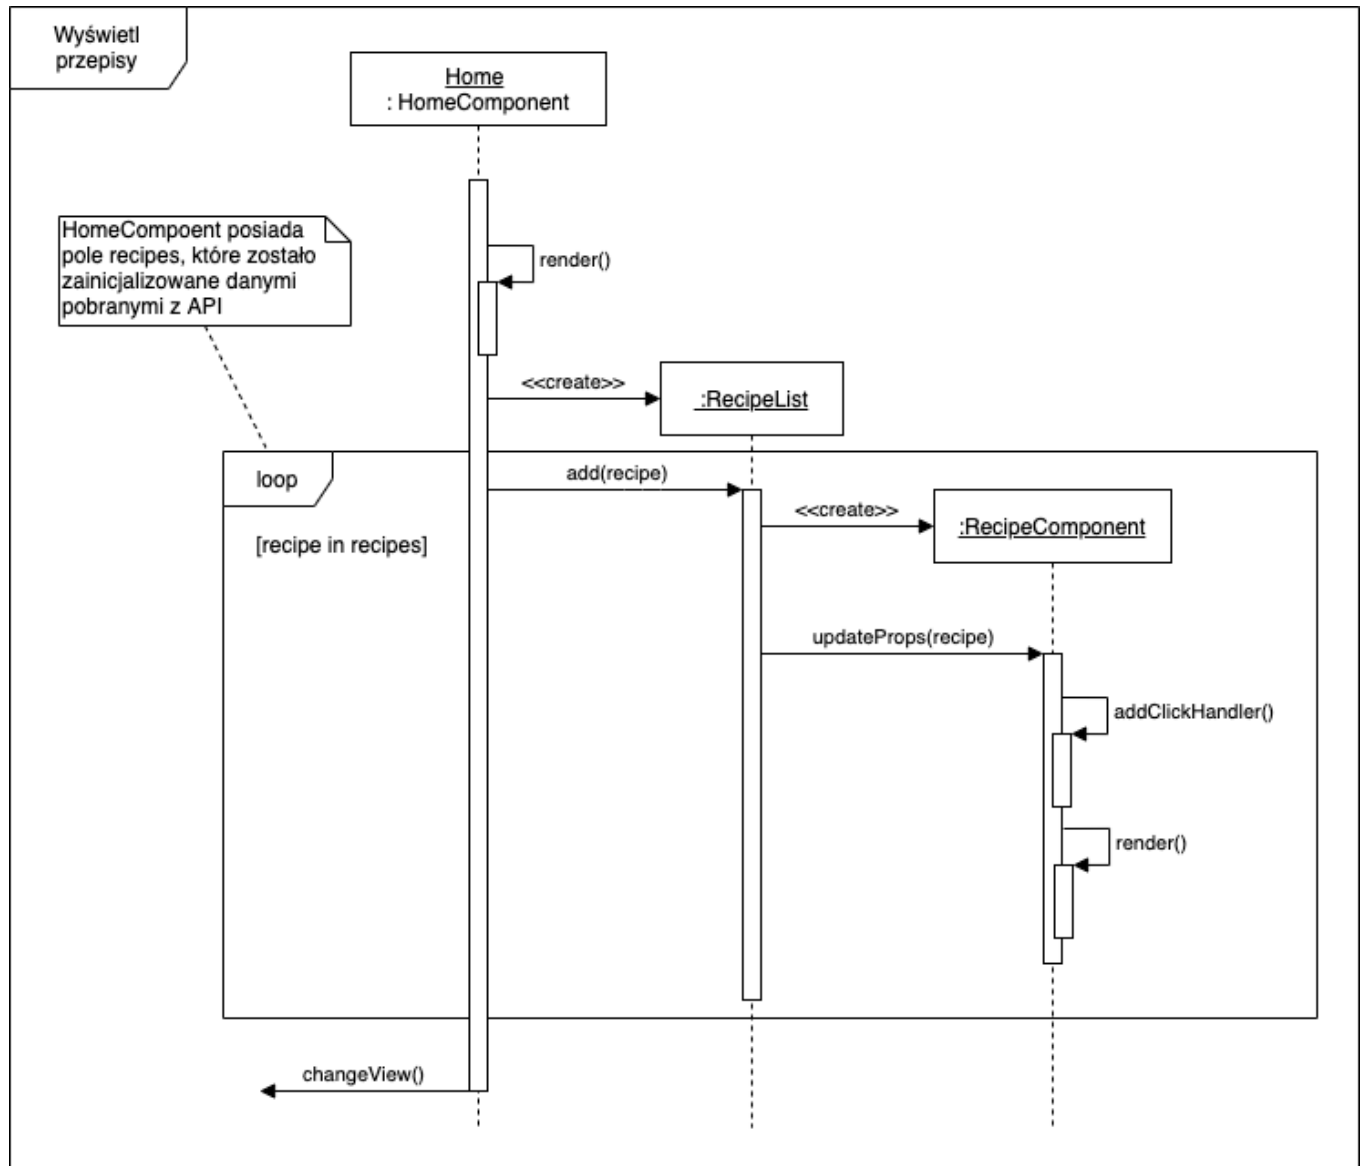 Wyświetl
przepisy
Home
: HomeComponent
HomeCompoent posiada
pole recipes, które zostało
zainicjalizowane danymi
pobranymi z API
render()
<<create>>
:RecipeList
loop
add(recipe)
<<create>>
:RecipeComponent
[recipe in recipes]
updateProps(recipe)
addClickHandler()
render()
changeView()